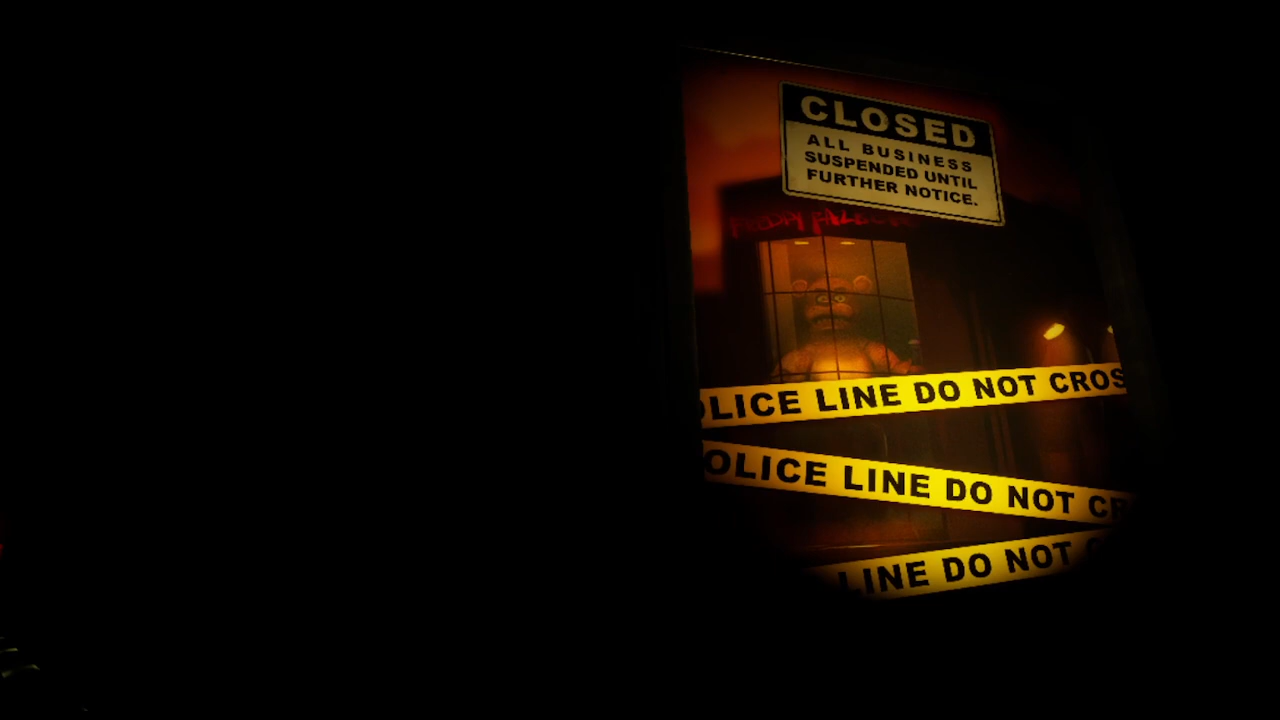 CLOSED
ALL BUSINESS
SUSPENDED UNTIL
FURTHER NOTICE.
FREDDY
OLICE LINE DO NOT CROS
OLICE LINE DO NOT CR
LINE DO NOT